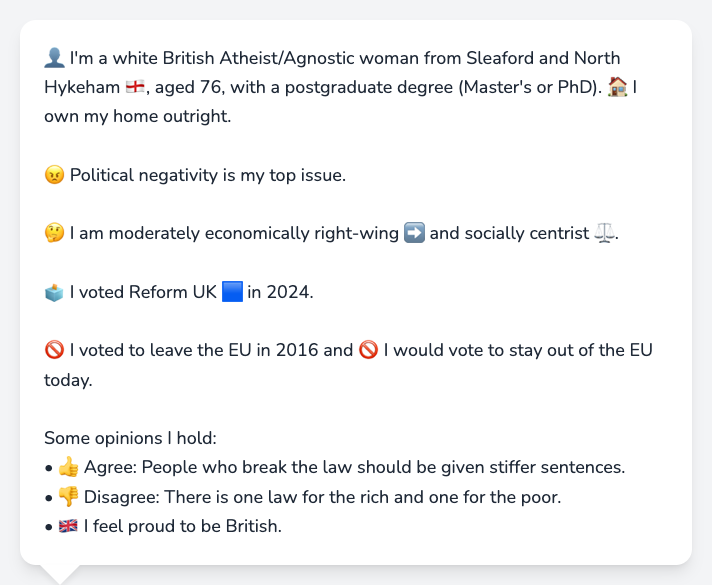 👤 I'm a white British Atheist/Agnostic woman from Sleaford and North
Hykeham 🏴󠁧󠁢󠁥󠁮󠁧󠁿, aged 76, with a postgraduate degree (Master's or PhD). 🏠 I
own my home outright.
😠 Political negativity is my top issue.
🤔 I am moderately economically right-wing ➡️ and socially centrist ⚖️.
🗳️ I voted Reform UK 🟦 in 2024.
🚫 I voted to leave the EU in 2016 and 🚫 I would vote to stay out of the EU
today.
Some opinions I hold:
• 👍 Agree: People who break the law should be given stiffer sentences.
• 👎 Disagree: There is one law for the rich and one for the poor.
• 🇬🇧 I feel proud to be British.